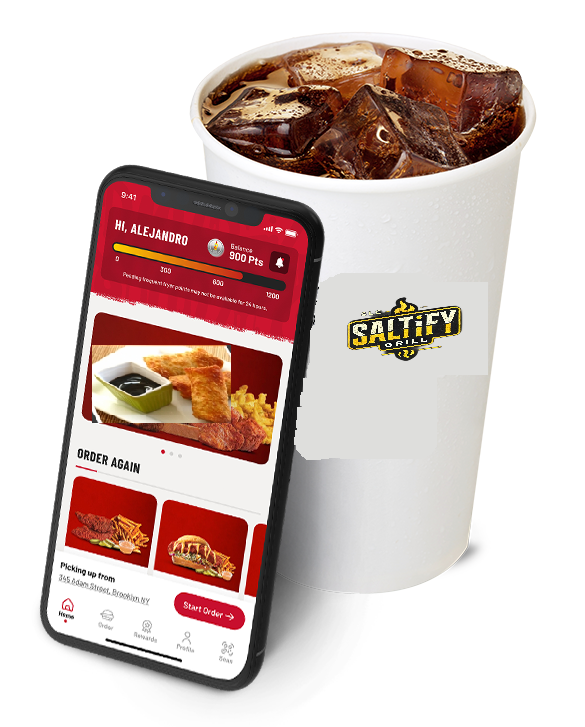 9:41
HI, ALEJANDRO
Balance
900 Pts
0 300 600 1200
Pending frequent fryer points may not be available for 24 hours.
SALTiFY
GRILL
ORDER AGAIN
Picking up from
345 Adam Street, Brooklyn NY
Start Order →
Home
Order
Rewards
Profile
Scan